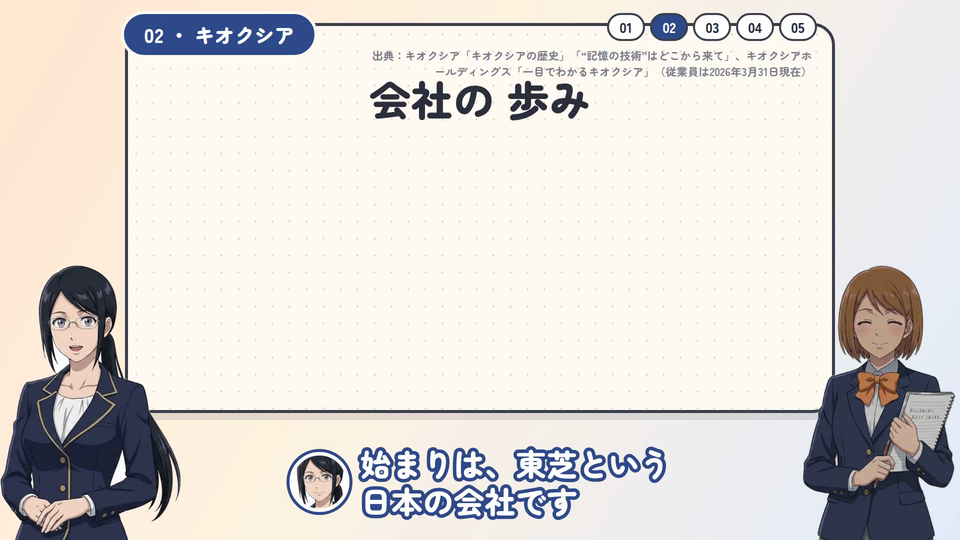 02 ・ キオクシア
01 02 03 04 05
出典：キオクシア「キオクシアの歴史」「“記憶の技術”はどこから来て」、キオクシアホ
ールディングス「一目でわかるキオクシア」（従業員は2026年3月31日現在）
会社の 歩み
始まりは、東芝という
日本の会社です